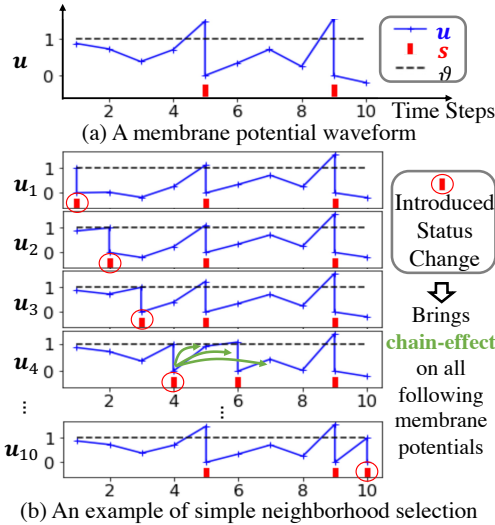 1
u
0
u
s
ϑ
2 4 6 8 10 Time Steps
(a) A membrane potential waveform
u1
1
0
u2
1
0
u3
1
0
u4
1
0
2 4 6 8 10
⋮
⋮
u10
1
0
2 4 6 8 10
Introduced
Status
Change
Brings
chain-effect
on all
following
membrane
potentials
(b) An example of simple neighborhood selection